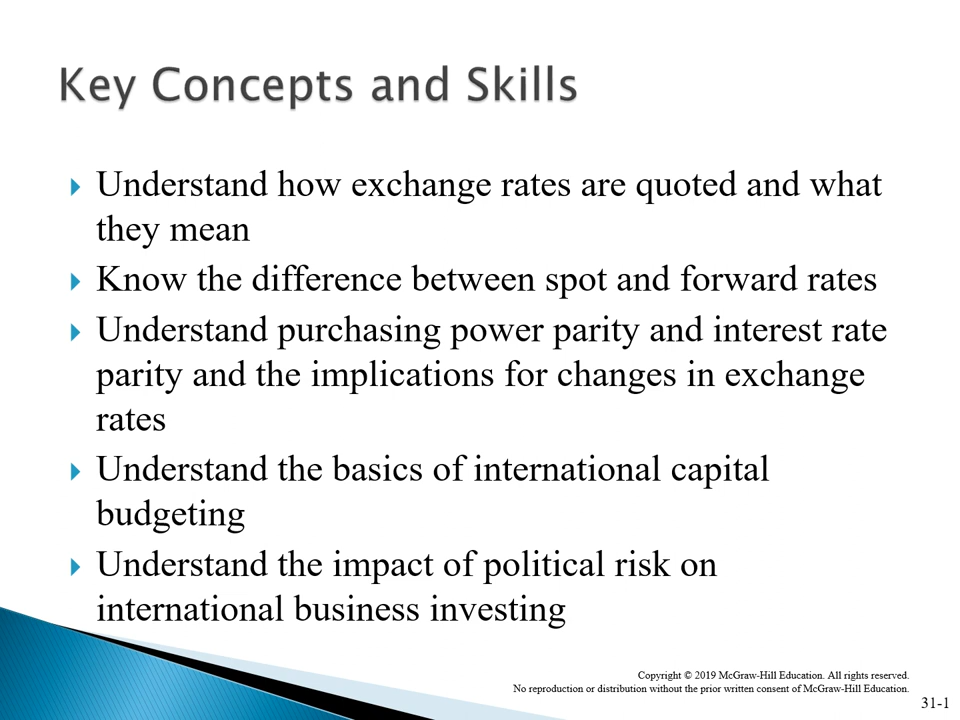 Key Concepts and Skills
Understand how exchange rates are quoted and what
they mean
Know the difference between spot and forward rates
Understand purchasing power parity and interest rate
parity and the implications for changes in exchange
rates
Understand the basics of international capital
budgeting
Understand the impact of political risk on
international business investing
Copyright © 2019 McGraw-Hill Education. All rights reserved.
No reproduction or distribution without the prior written consent of McGraw-Hill Education.
31-1